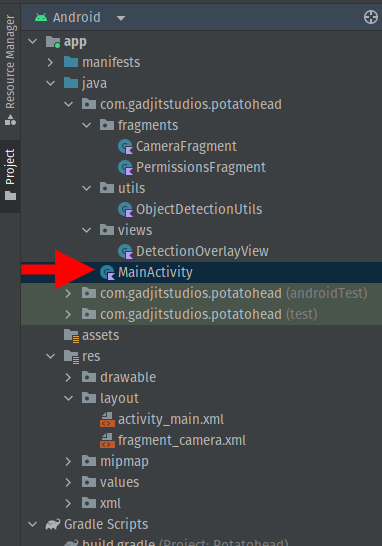 Resource Manager
Project
Android
app
manifests
java
com.gadjitstudios.potatohead
fragments
CameraFragment
PermissionsFragment
utils
ObjectDetectionUtils
views
DetectionOverlayView
MainActivity
com.gadjitstudios.potatohead (androidTest)
com.gadjitstudios.potatohead (test)
assets
res
drawable
layout
activity_main.xml
fragment_camera.xml
mipmap
values
xml
Gradle Scripts
build.gradle (Project: Potatohead)